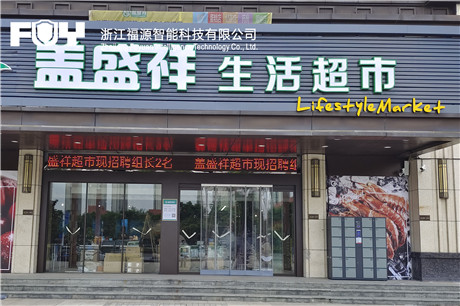 FUY 浙江福源智能科技有限公司
Technology Co., Ltd.
盖盛祥 生活超市
LifestyleMarket
盛祥超市现招聘组长2名 盖盛祥超市现招聘组